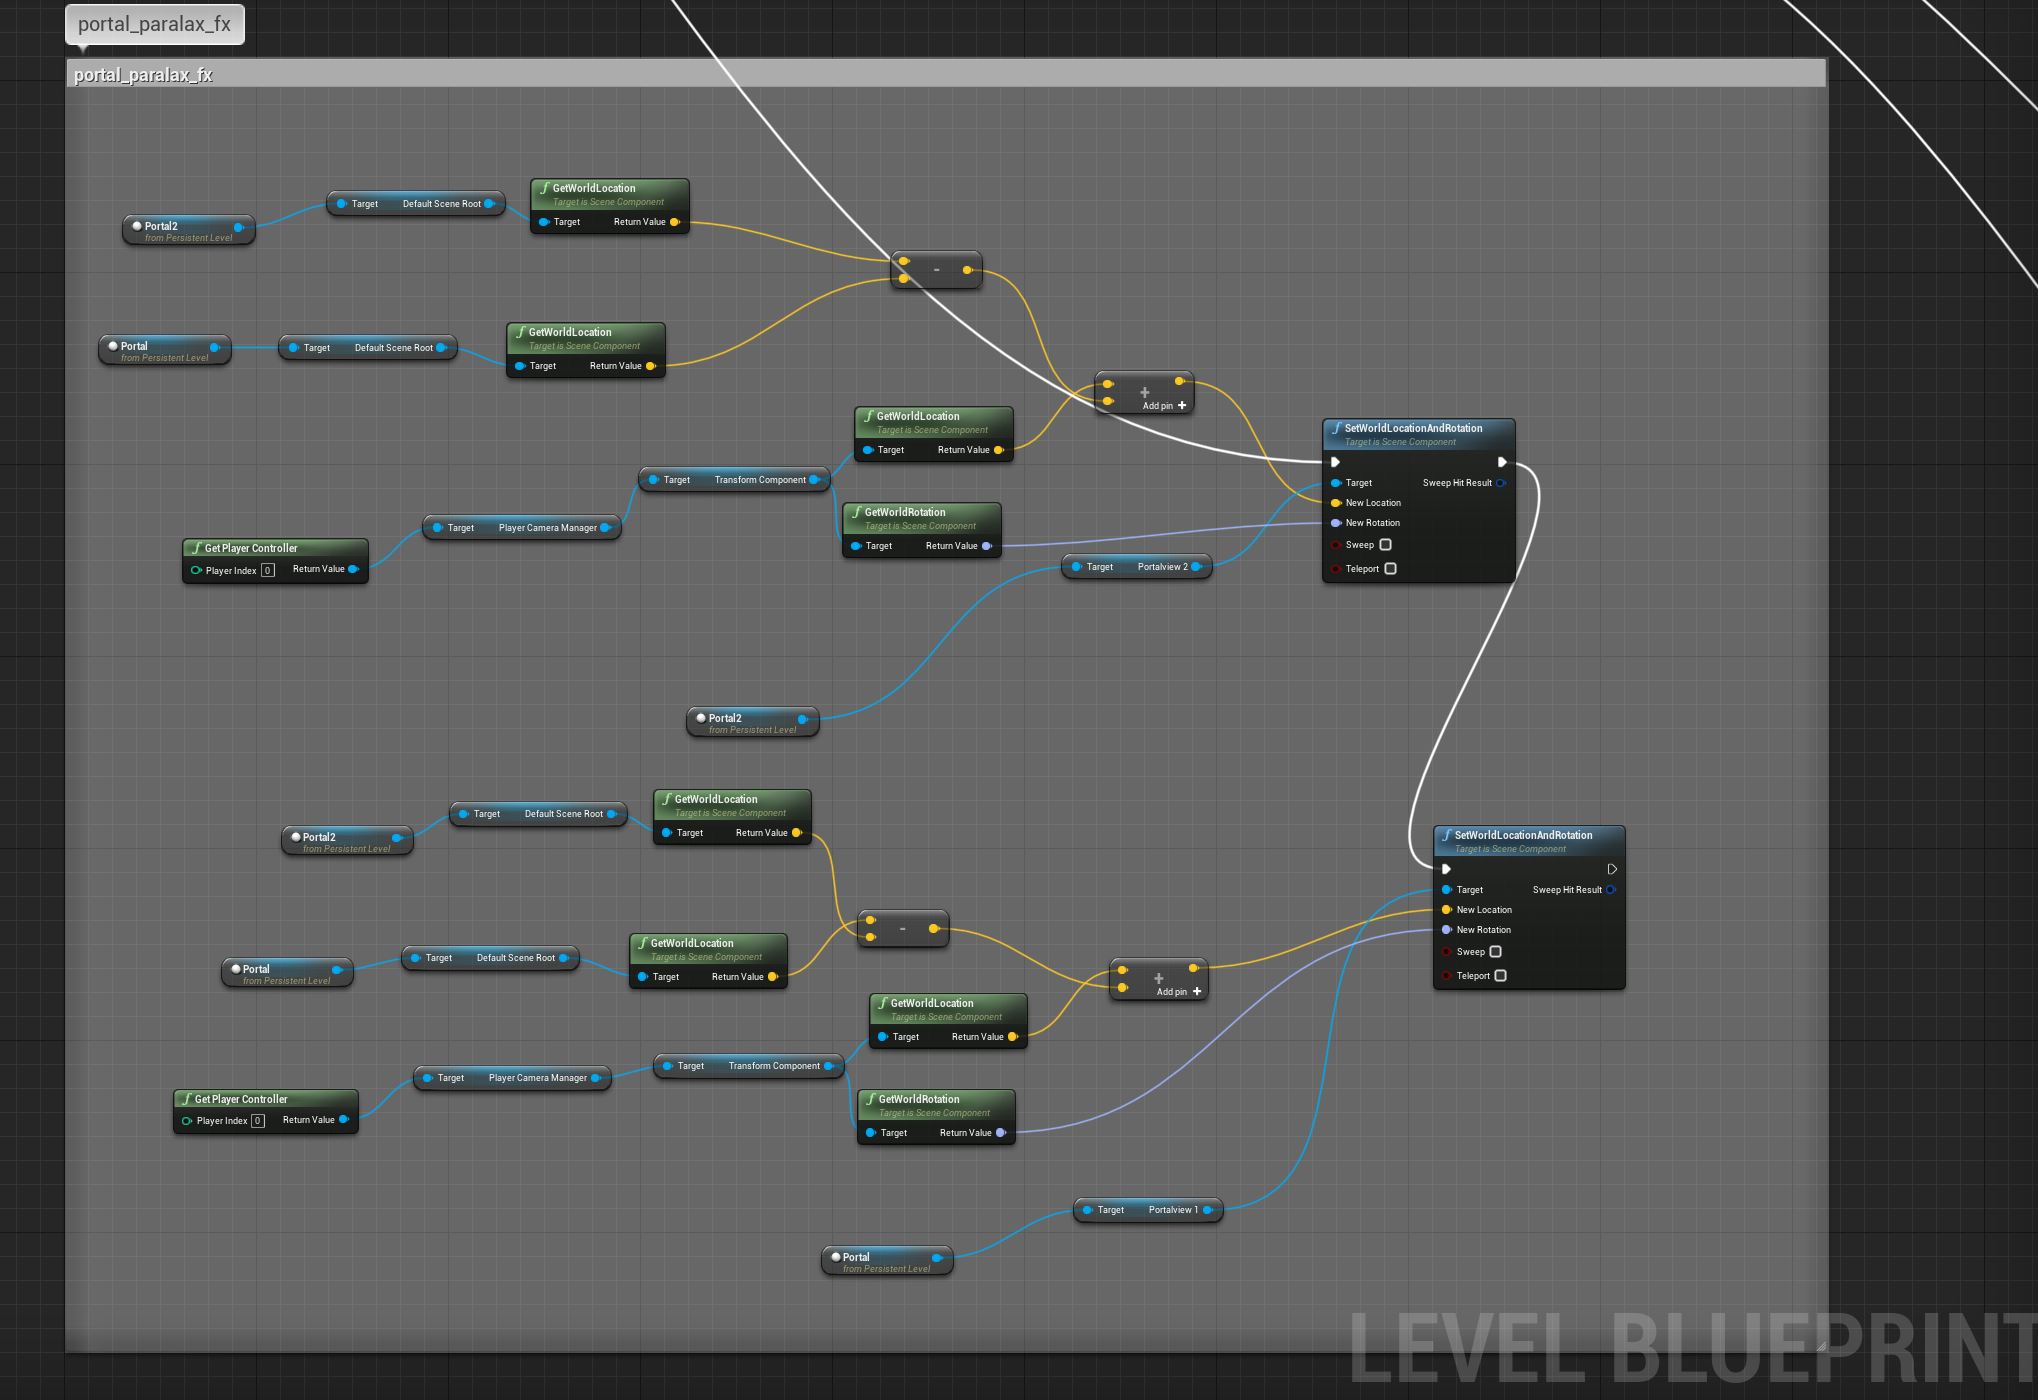 portal_paralax_fx
portal_paralax_fx
Portal2
from Persistent Level
Target Default Scene Root
f GetWorldLocation
Target is Scene Component
Target Return Value
-
Portal
from Persistent Level
Target Default Scene Root
f GetWorldLocation
Target is Scene Component
Target Return Value
+
Add pin +
f GetWorldLocation
Target is Scene Component
Target Return Value
Target Transform Component
f GetWorldRotation
Target is Scene Component
Target Return Value
Target Player Camera Manager
f Get Player Controller
Player Index 0 Return Value
Target Portalview 2
f SetWorldLocationAndRotation
Target is Scene Component
Target Sweep Hit Result
New Location
New Rotation
Sweep
Teleport
Portal2
from Persistent Level
Portal2
from Persistent Level
Target Default Scene Root
f GetWorldLocation
Target is Scene Component
Target Return Value
-
Portal
from Persistent Level
Target Default Scene Root
f GetWorldLocation
Target is Scene Component
Target Return Value
+
Add pin +
f GetWorldLocation
Target is Scene Component
Target Return Value
Target Transform Component
f GetWorldRotation
Target is Scene Component
Target Return Value
Target Player Camera Manager
f Get Player Controller
Player Index 0 Return Value
f SetWorldLocationAndRotation
Target is Scene Component
Target Sweep Hit Result
New Location
New Rotation
Sweep
Teleport
Target Portalview 1
Portal
from Persistent Level
LEVEL BLUEPRINT